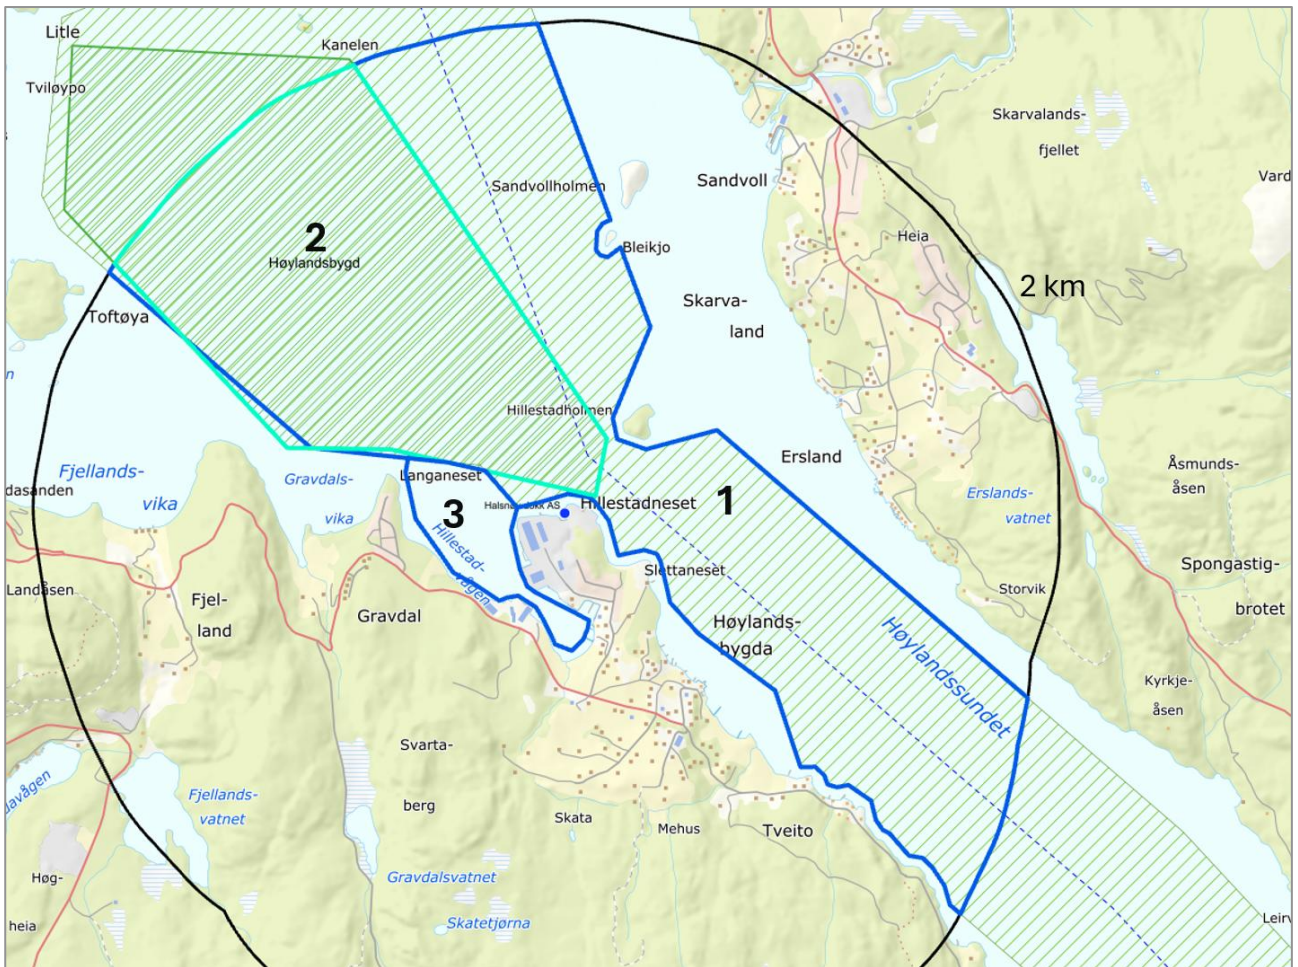 Litle
Kanelen
Tviløypo
Skarvalands-
fjellet
Sandvoll
Vard
Sandvollholmen
2
Høylandsbygd
Heia
Bleikjo
2 km
Skarva-
land
Toftøya
n
Hillestadholmen
Ersland
Fjellands-
vika
Gravdals-
vika
Langaneset
dasanden
3
Hillestad-
vågen
Hillestadneset
1
Erslands-
vatnet
Åsmunds-
åsen
Slettaneset
Spongastig-
brotet
Landåsen
Fjel-
land
Gravdal
Storvik
Høylands-
bygda
Høylandssundet
Kyrkje-
åsen
Svarta-
berg
Fjellands-
vatnet
Skata
Mehus
Tveito
Høg-
heia
Gravdalsvatnet
Skatetjørna
Leirv